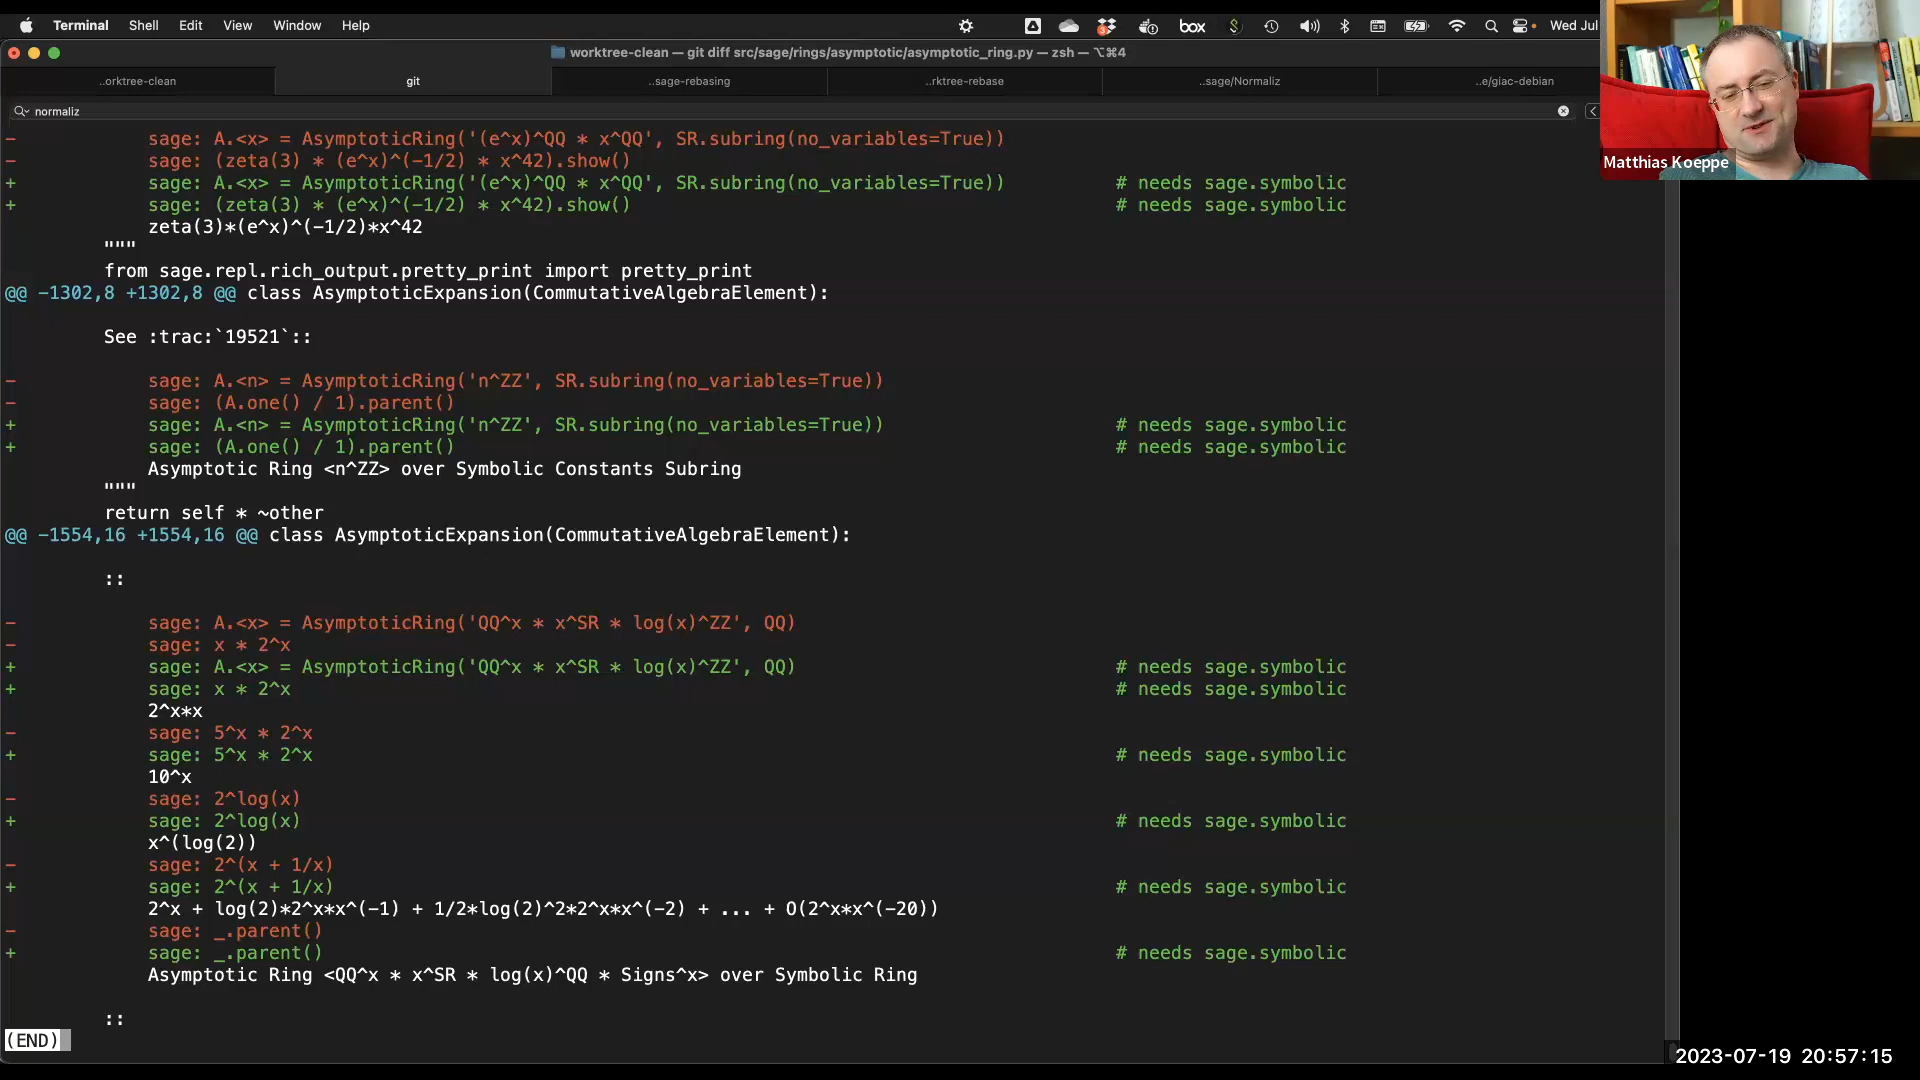 Terminal Shell Edit View Window Help 3 box Wed Jul
worktree-clean — git diff src/sage/rings/asymptotic/asymptotic_ring.py — zsh — ⌥⌘4
..orktree-clean git ..sage-rebasing ..rktree-rebase ..sage/Normaliz ..e/giac-debian
normaliz
- sage: A.<x> = AsymptoticRing('(e^x)^QQ * x^QQ', SR.subring(no_variables=True))
- sage: (zeta(3) * (e^x)^(-1/2) * x^42).show()
+ sage: A.<x> = AsymptoticRing('(e^x)^QQ * x^QQ', SR.subring(no_variables=True)) # needs sage.symbolic
+ sage: (zeta(3) * (e^x)^(-1/2) * x^42).show() # needs sage.symbolic
zeta(3)*(e^x)^(-1/2)*x^42
"""
from sage.repl.rich_output.pretty_print import pretty_print
@@ -1302,8 +1302,8 @@ class AsymptoticExpansion(CommutativeAlgebraElement):
See :trac:`19521`::
- sage: A.<n> = AsymptoticRing('n^ZZ', SR.subring(no_variables=True))
- sage: (A.one() / 1).parent()
+ sage: A.<n> = AsymptoticRing('n^ZZ', SR.subring(no_variables=True)) # needs sage.symbolic
+ sage: (A.one() / 1).parent() # needs sage.symbolic
Asymptotic Ring <n^ZZ> over Symbolic Constants Subring
"""
return self * ~other
@@ -1554,16 +1554,16 @@ class AsymptoticExpansion(CommutativeAlgebraElement):
::
- sage: A.<x> = AsymptoticRing('QQ^x * x^SR * log(x)^ZZ', QQ)
- sage: x * 2^x
+ sage: A.<x> = AsymptoticRing('QQ^x * x^SR * log(x)^ZZ', QQ) # needs sage.symbolic
+ sage: x * 2^x # needs sage.symbolic
2^x*x
- sage: 5^x * 2^x
+ sage: 5^x * 2^x # needs sage.symbolic
10^x
- sage: 2^log(x)
+ sage: 2^log(x) # needs sage.symbolic
x^(log(2))
- sage: 2^(x + 1/x)
+ sage: 2^(x + 1/x) # needs sage.symbolic
2^x + log(2)*2^x*x^(-1) + 1/2*log(2)^2*2^x*x^(-2) + ... + O(2^x*x^(-20))
- sage: _.parent()
+ sage: _.parent() # needs sage.symbolic
Asymptotic Ring <QQ^x * x^SR * log(x)^QQ * Signs^x> over Symbolic Ring
::
(END)
Matthias Koeppe
2023-07-19 20:57:15